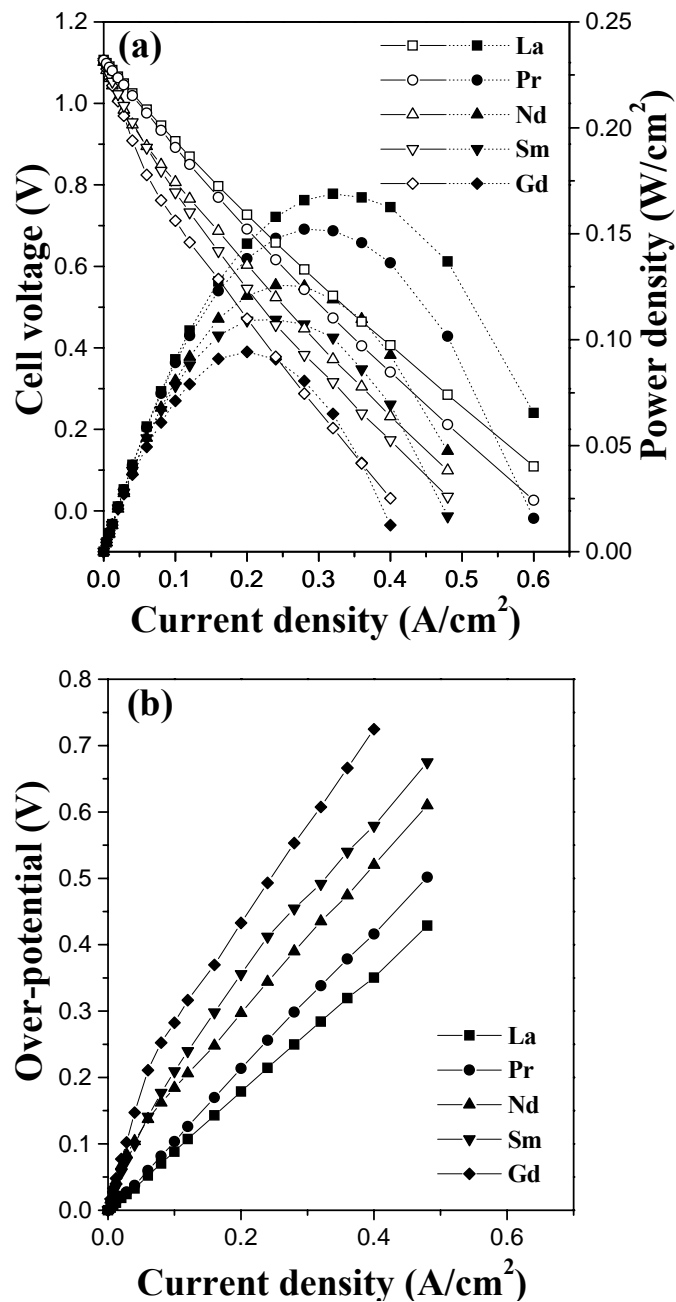 (a)
La
Pr
Nd
Sm
Gd
1.2
1.0
0.8
0.6
0.4
0.2
0.0
Cell voltage (V)
0.25
0.20
0.15
0.10
0.05
0.00
Power density (W/cm²)
0.0 0.1 0.2 0.3 0.4 0.5 0.6
Current density (A/cm²)
(b)
0.8
0.7
0.6
0.5
0.4
0.3
0.2
0.1
0.0
Over-potential (V)
La
Pr
Nd
Sm
Gd
0.0 0.2 0.4 0.6
Current density (A/cm²)